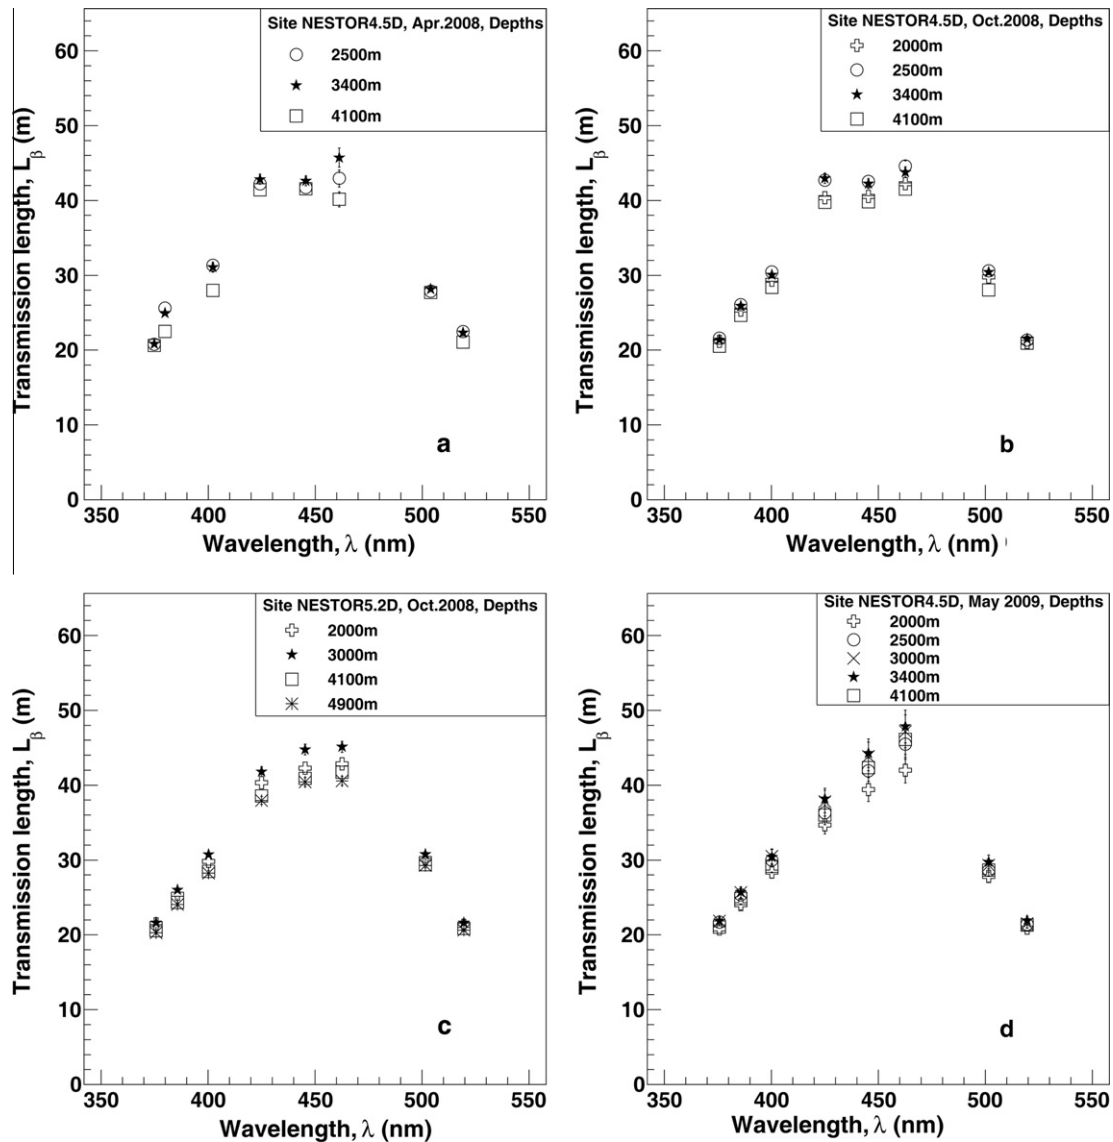 Site NESTOR4.5D, Apr.2008, Depths
2500m
3400m
4100m
Transmission length, Lβ (m)
60
50
40
30
20
10
0
a
350 400 450 500 550
Wavelength, λ (nm)
Site NESTOR4.5D, Oct.2008, Depths
2000m
2500m
3400m
4100m
Transmission length, Lβ (m)
60
50
40
30
20
10
0
b
350 400 450 500 550
Wavelength, λ (nm)
Site NESTOR5.2D, Oct.2008, Depths
2000m
3000m
4100m
4900m
Transmission length, Lβ (m)
60
50
40
30
20
10
0
c
350 400 450 500 550
Wavelength, λ (nm)
Site NESTOR4.5D, May 2009, Depths
2000m
2500m
3000m
3400m
4100m
Transmission length, Lβ (m)
60
50
40
30
20
10
0
d
350 400 450 500 550
Wavelength, λ (nm)